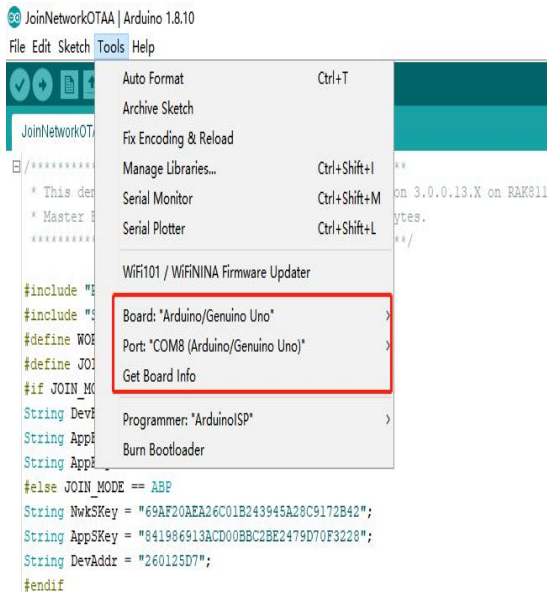 JoinNetworkOTAA | Arduino 1.8.10
File Edit Sketch Tools Help
Auto Format Ctrl+T
Archive Sketch
JoinNetworkOT
Fix Encoding & Reload
/***********
Manage Libraries... Ctrl+Shift+I
**
* This
Serial Monitor Ctrl+Shift+M
on 3.0.0.13.X on RAK811
* Master
Serial Plotter Ctrl+Shift+L
ytes.
**/
WiFi101 / WiFiNINA Firmware Updater
#include
#include "S
Board: "Arduino/Genuino Uno"
#define
Port: "COM8 (Arduino/Genuino Uno)"
#define
Get Board Info
#if JOIN_MO
String
Programmer: "ArduinoISP"
String
Burn Bootloader
String
#else JOIN_MODE == ABP
String NwkSKey = "69AF20AEA26C01B243945A28C9172B42";
String AppSKey = "841986913ACD00BBC2BE2479D70F3228";
String DevAddr = "260125D7";
#endif